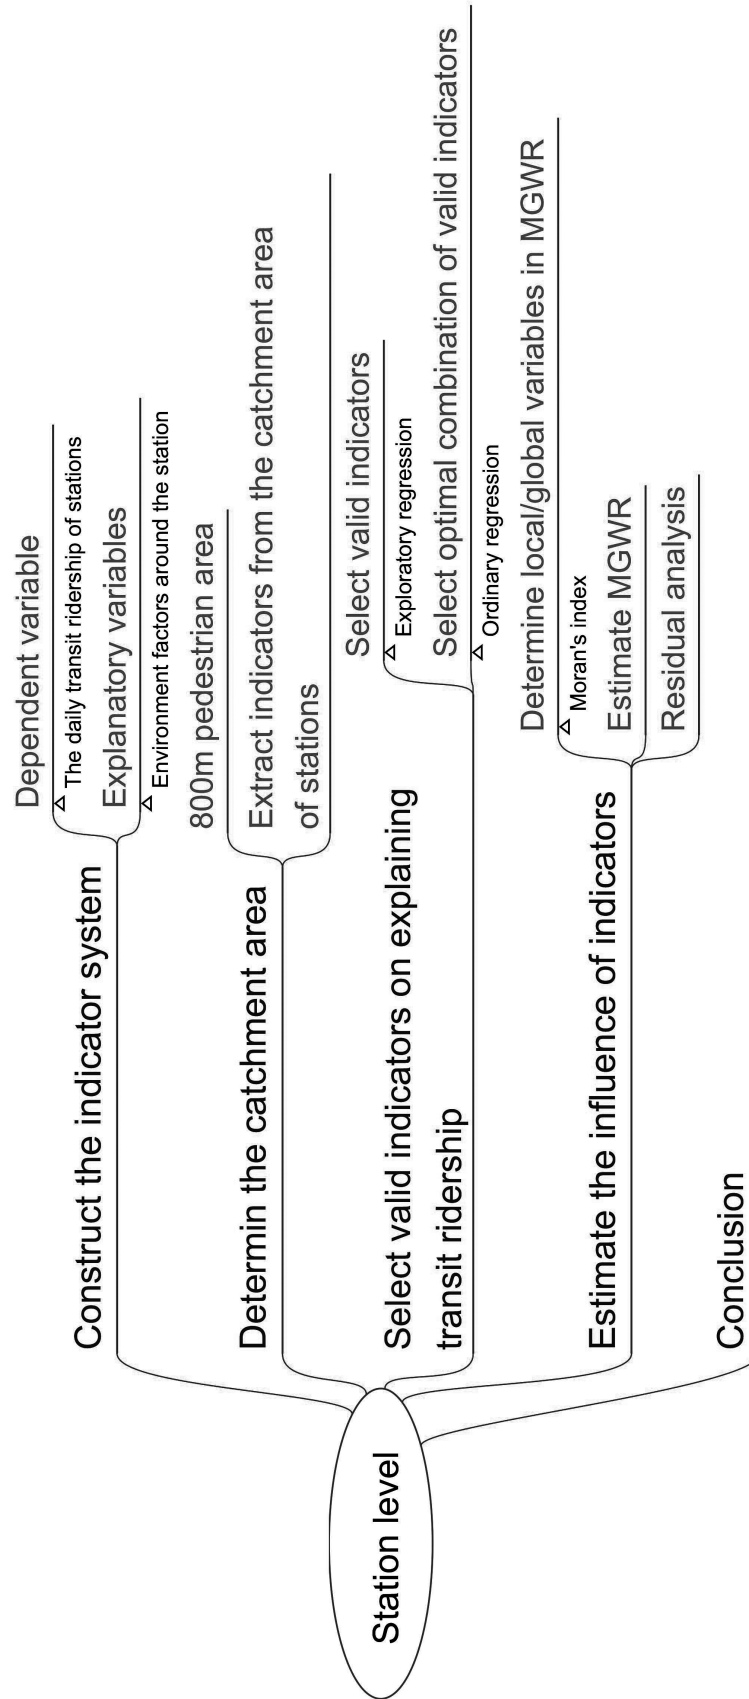 Station level
Construct the indicator system
Dependent variable
The daily transit ridership of stations
Explanatory variables
Environment factors around the station
Determin the catchment area
800m pedestrian area
Extract indicators from the catchment area
of stations
Select valid indicators on explaining
transit ridership
Select valid indicators
Exploratory regression
Select optimal combination of valid indicators
Ordinary regression
Estimate the influence of indicators
Determine local/global variables in MGWR
Moran's index
Estimate MGWR
Residual analysis
Conclusion